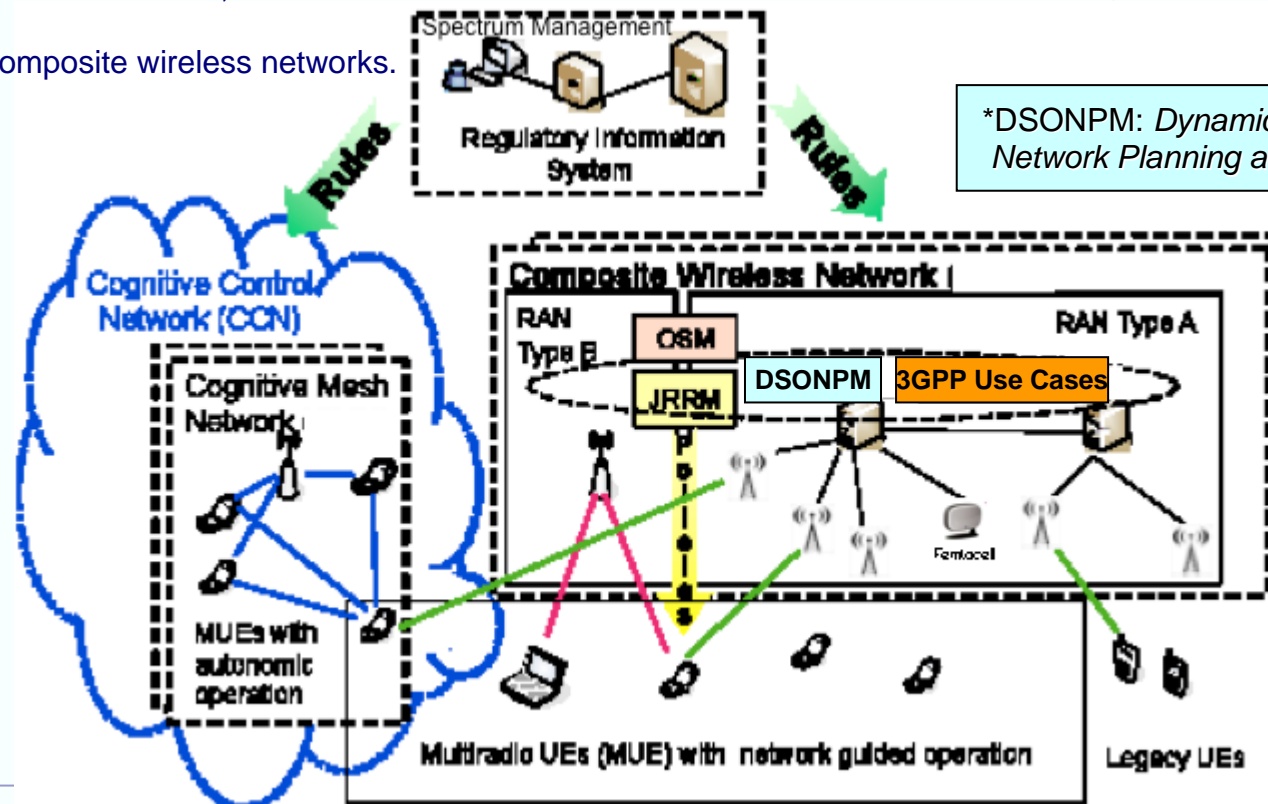 omposite wireless networks.
Spectrum Management
Regulatory Information
System
*DSONPM: Dynamic
Network Planning a
Rules
Rules
Cognitive Control
Network (CCN)
Composite Wireless Network
RAN
Type B
RAN Type A
OSM
DSONPM
3GPP Use Cases
JRRM
Policies
Cognitive Mesh
Network
Femtocell
MUEs with
autonomic
operation
Multiradio UEs (MUE) with network guided operation
Legacy UEs